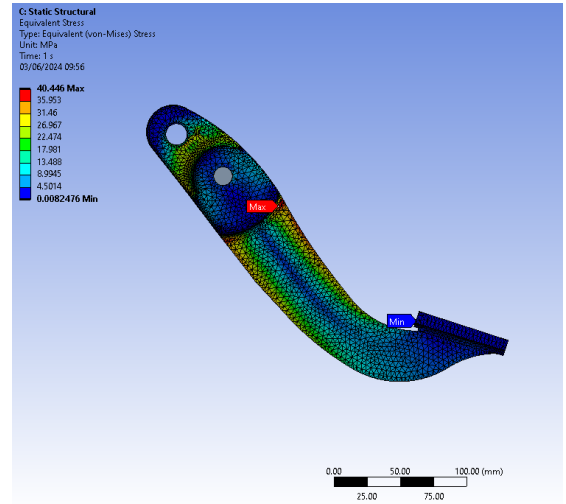 C: Static Structural
Equivalent Stress
Type: Equivalent (von-Mises) Stress
Unit: MPa
Time: 1 s
03/06/2024 09:56
40.446 Max
35.953
31.46
26.967
22.474
17.981
13.488
8.9945
4.5014
0.0082476 Min
Max
Min
0.00 50.00 100.00 (mm)
25.00 75.00